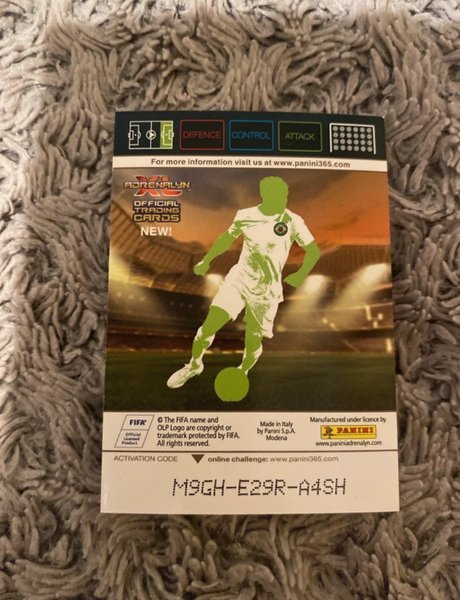 DEFENCE CONTROL ATTACK
For more information visit us at www.panini365.com
ADRENALYN
XL
OFFICIAL
TRADING
CARDS
NEW!
FIFA®
Official
Licensed
Product
© The FIFA name and
OLP Logo are copyright or
trademark protected by FIFA.
All rights reserved.
Made in Italy
by Panini S.p.A.
Modena
Manufactured under licence by
PANINI
www.paniniadrenalyn.com
ACTIVATION CODE online challenge: www.panini365.com
M9GH-E29R-A4SH